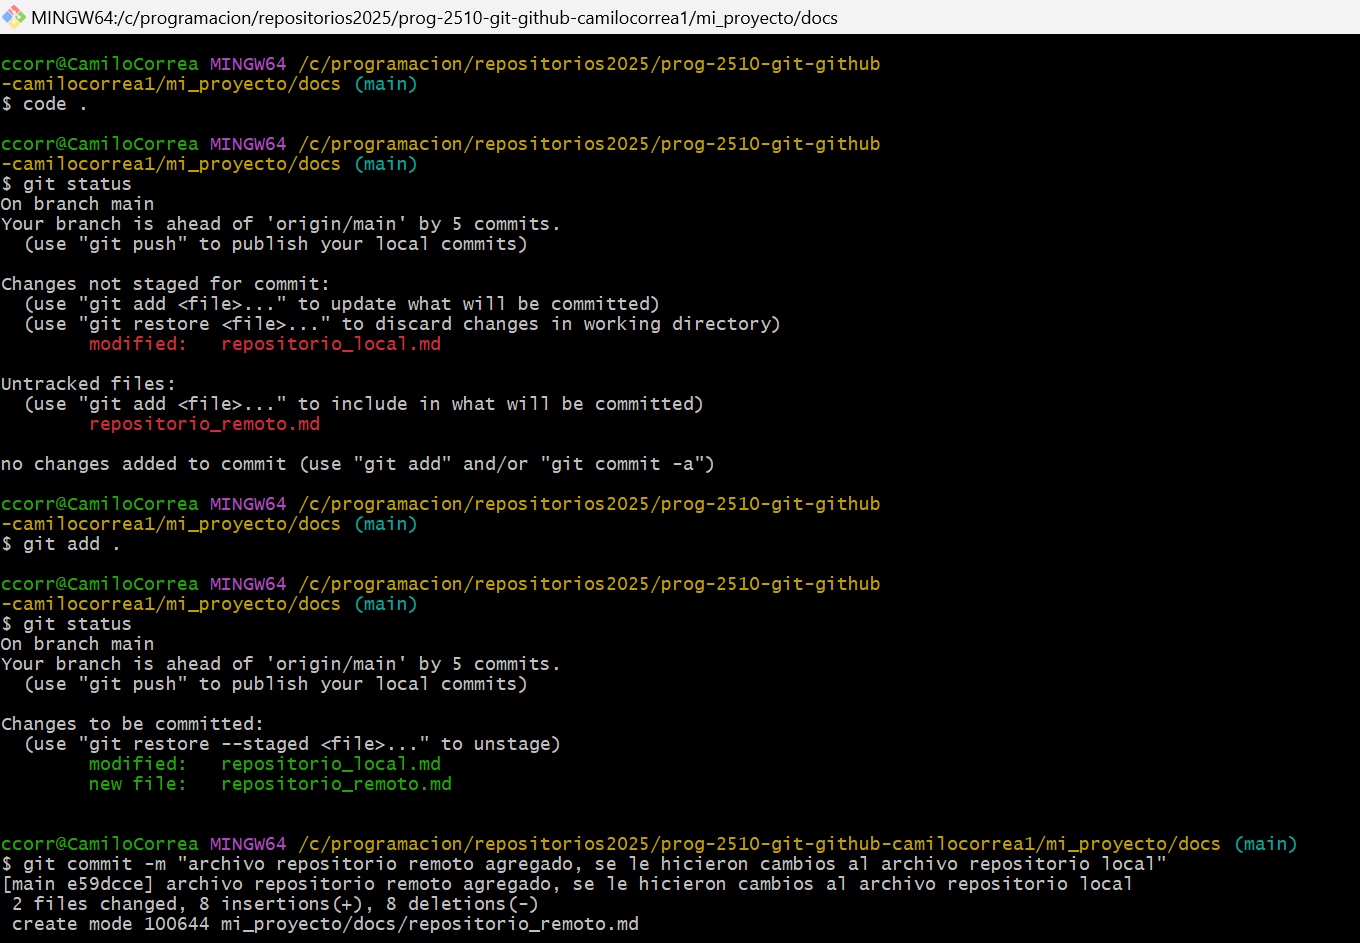 MINGW64:/c/programacion/repositorios2025/prog-2510-git-github-camilocorrea1/mi_proyecto/docs
ccorr@CamiloCorrea MINGW64 /c/programacion/repositorios2025/prog-2510-git-github
-camilocorrea1/mi_proyecto/docs (main)
$ code .
ccorr@CamiloCorrea MINGW64 /c/programacion/repositorios2025/prog-2510-git-github
-camilocorrea1/mi_proyecto/docs (main)
$ git status
On branch main
Your branch is ahead of 'origin/main' by 5 commits.
(use "git push" to publish your local commits)
Changes not staged for commit:
(use "git add <file>..." to update what will be committed)
(use "git restore <file>..." to discard changes in working directory)
modified:   repositorio_local.md
Untracked files:
(use "git add <file>..." to include in what will be committed)
repositorio_remoto.md
no changes added to commit (use "git add" and/or "git commit -a")
ccorr@CamiloCorrea MINGW64 /c/programacion/repositorios2025/prog-2510-git-github
-camilocorrea1/mi_proyecto/docs (main)
$ git add .
ccorr@CamiloCorrea MINGW64 /c/programacion/repositorios2025/prog-2510-git-github
-camilocorrea1/mi_proyecto/docs (main)
$ git status
On branch main
Your branch is ahead of 'origin/main' by 5 commits.
(use "git push" to publish your local commits)
Changes to be committed:
(use "git restore --staged <file>..." to unstage)
modified:   repositorio_local.md
new file:   repositorio_remoto.md
ccorr@CamiloCorrea MINGW64 /c/programacion/repositorios2025/prog-2510-git-github-camilocorrea1/mi_proyecto/docs (main)
$ git commit -m "archivo repositorio remoto agregado, se le hicieron cambios al archivo repositorio local"
[main e59dcce] archivo repositorio remoto agregado, se le hicieron cambios al archivo repositorio local
2 files changed, 8 insertions(+), 8 deletions(-)
create mode 100644 mi_proyecto/docs/repositorio_remoto.md